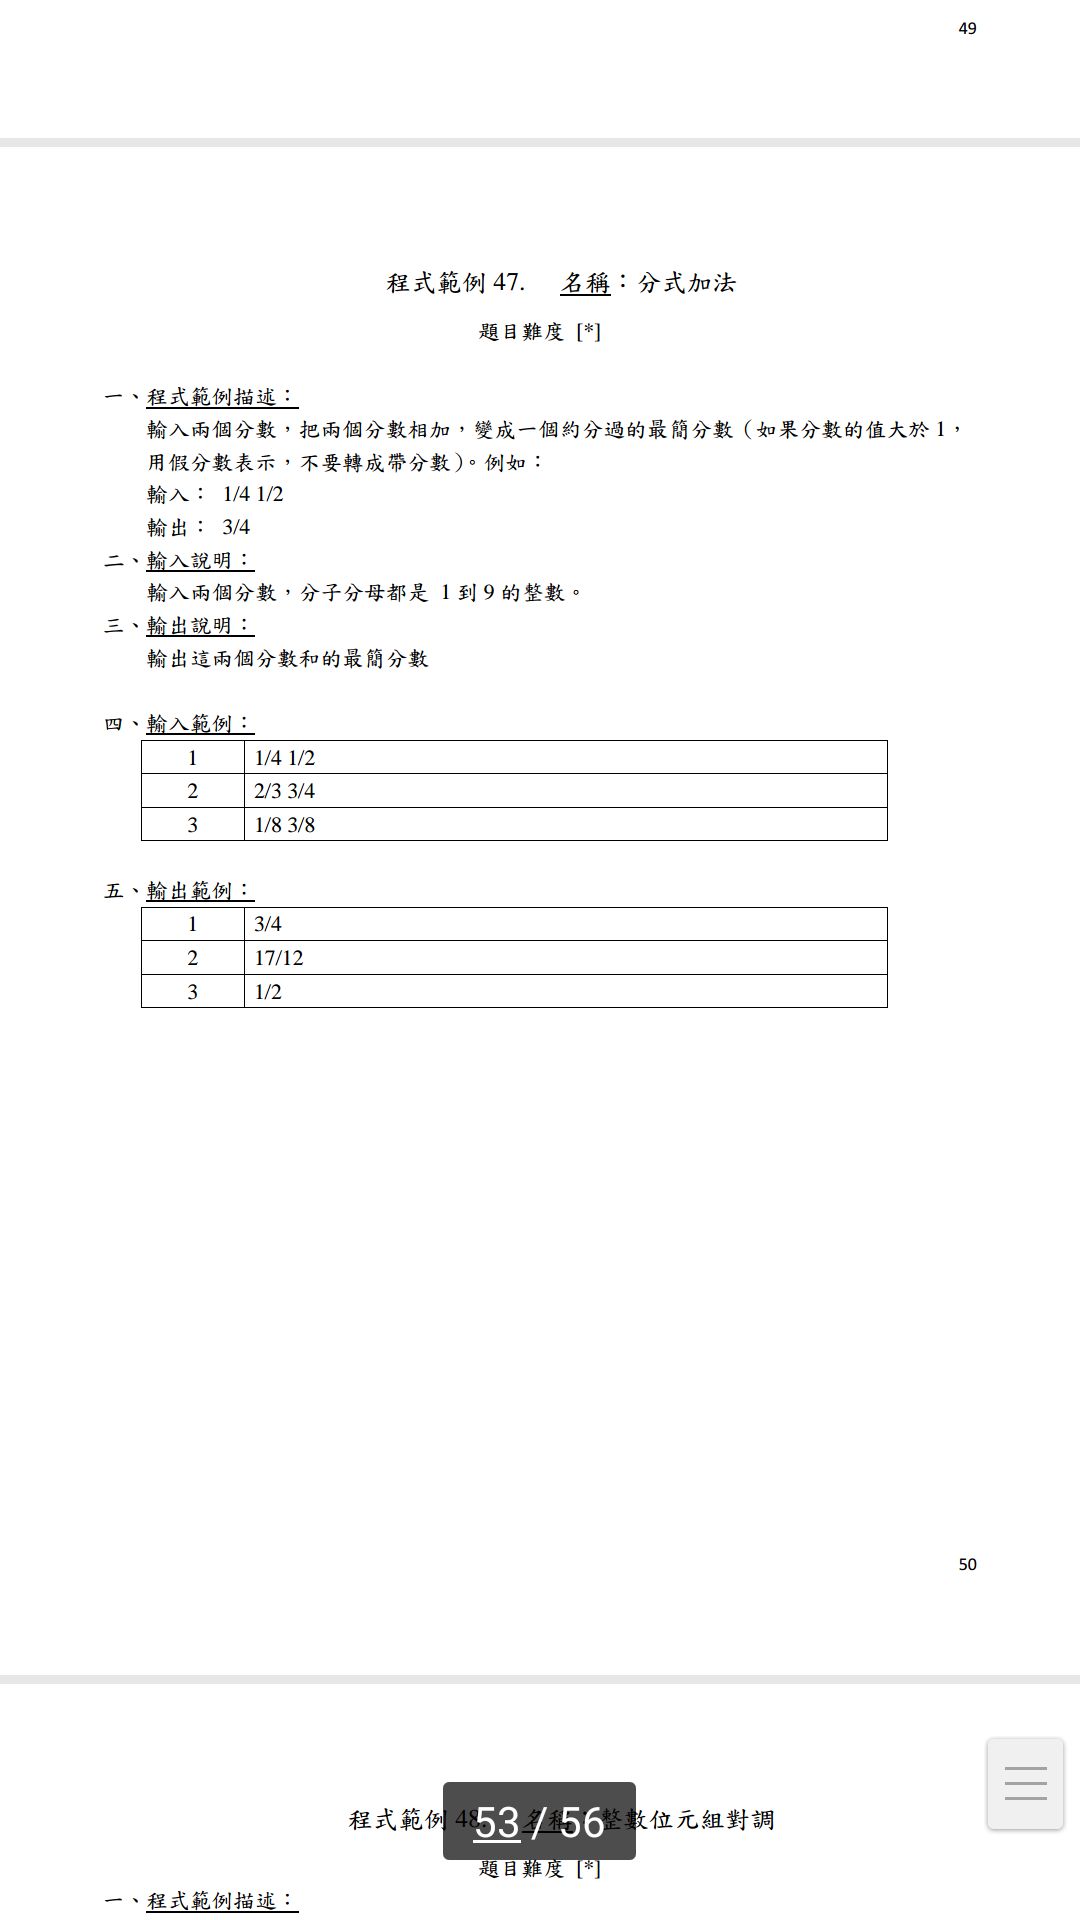 49
程式範例 47. 名稱：分式加法
題目難度 [*]
一、程式範例描述：
輸入兩個分數，把兩個分數相加，變成一個約分過的最簡分數（如果分數的值大於 1，
用假分數表示，不要轉成帶分數）。例如：
輸入： 1/4 1/2
輸出： 3/4
二、輸入說明：
輸入兩個分數，分子分母都是 1 到 9 的整數。
三、輸出說明：
輸出這兩個分數和的最簡分數
四、輸入範例：
1 1/4 1/2
2 2/3 3/4
3 1/8 3/8
五、輸出範例：
1 3/4
2 17/12
3 1/2
50
程式範例 48. 名稱：整數位元組對調
53 / 56
題目難度 [*]
一、程式範例描述：